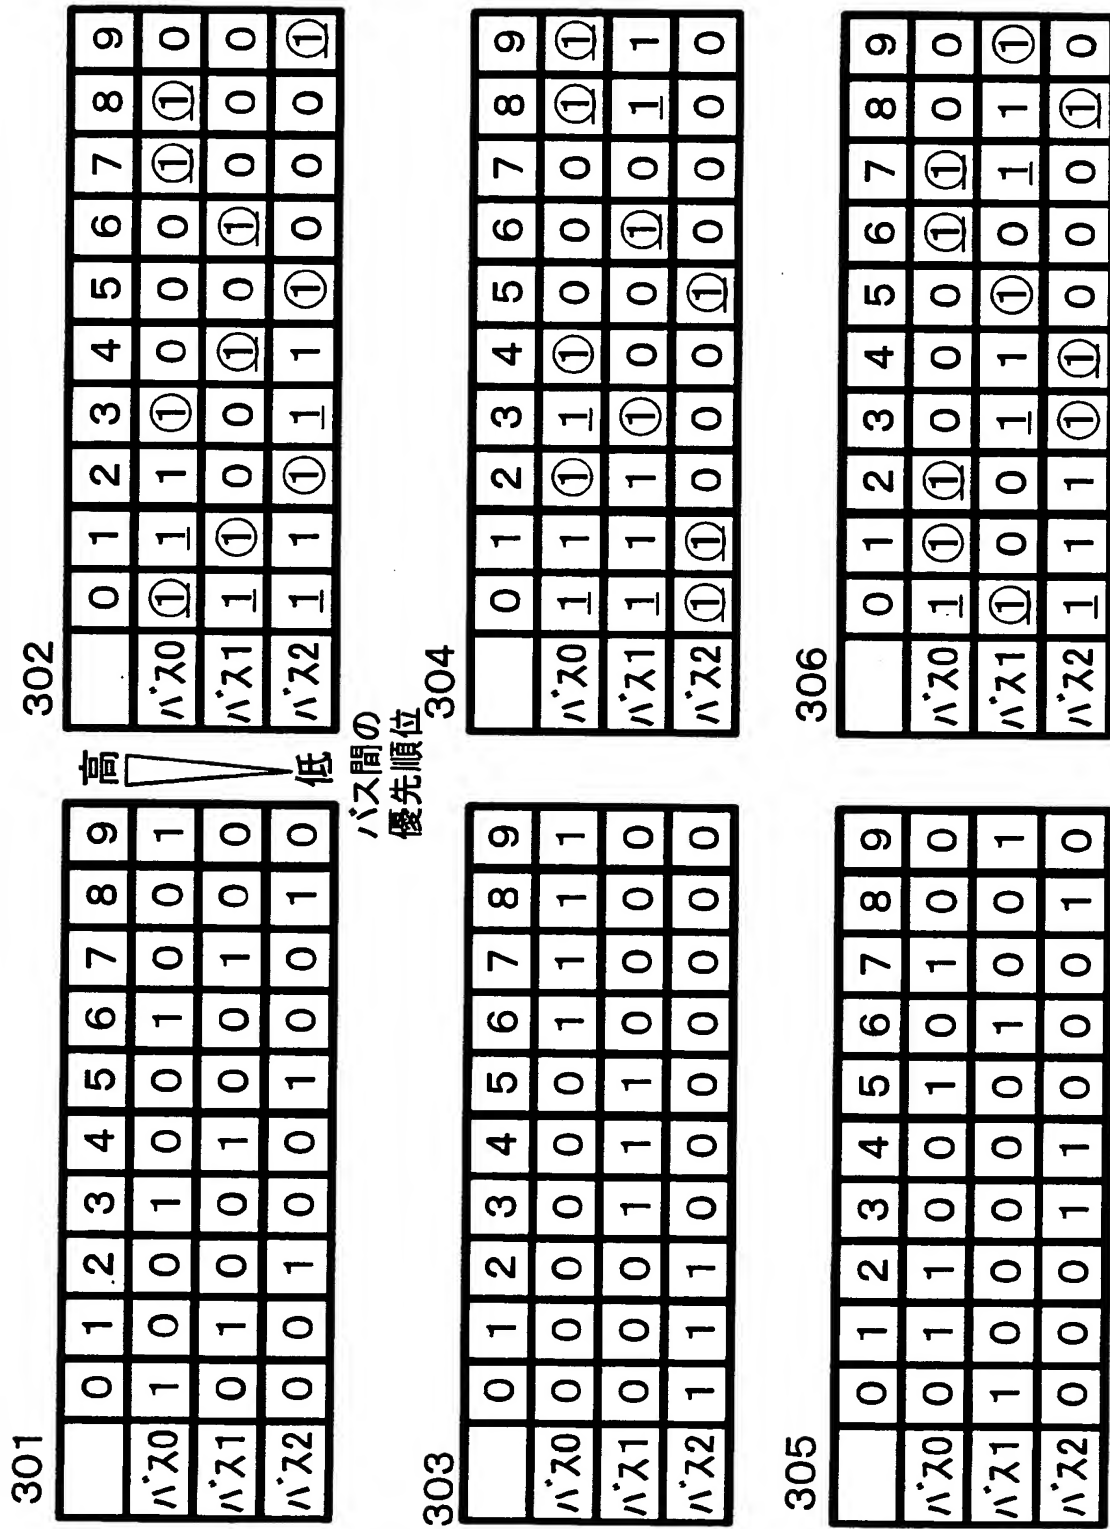 301
0 1 2 3 4 5 6 7 8 9
バス0 1 0 0 1 0 0 1 0 0 1
バス1 0 1 0 0 1 0 0 1 0 0
バス2 0 0 1 0 0 1 0 0 1 0
高
低
バス間の
優先順位
302
0 1 2 3 4 5 6 7 8 9
バス0 ① 1 1 ① 0 0 0 ① ① 0
バス1 1 ① 0 0 ① 0 ① 0 0 0
バス2 1 1 ① 1 1 ① 0 0 0 ①
303
0 1 2 3 4 5 6 7 8 9
バス0 0 0 0 0 0 0 1 1 1 1
バス1 0 0 0 1 1 1 0 0 0 0
バス2 1 1 1 0 0 0 0 0 0 0
304
0 1 2 3 4 5 6 7 8 9
バス0 1 1 ① 1 ① 0 0 0 ① ①
バス1 1 1 1 ① 0 0 ① 0 1 1
バス2 ① ① 0 0 0 ① 0 0 0 0
305
0 1 2 3 4 5 6 7 8 9
バス0 0 1 1 0 0 1 0 1 0 0
バス1 1 0 0 0 0 0 1 0 0 1
バス2 0 0 0 1 1 0 0 0 1 0
306
0 1 2 3 4 5 6 7 8 9
バス0 1 ① ① 0 0 0 ① ① 0 0
バス1 ① 0 0 1 1 ① 0 1 1 ①
バス2 1 1 1 ① ① 0 0 0 ① 0